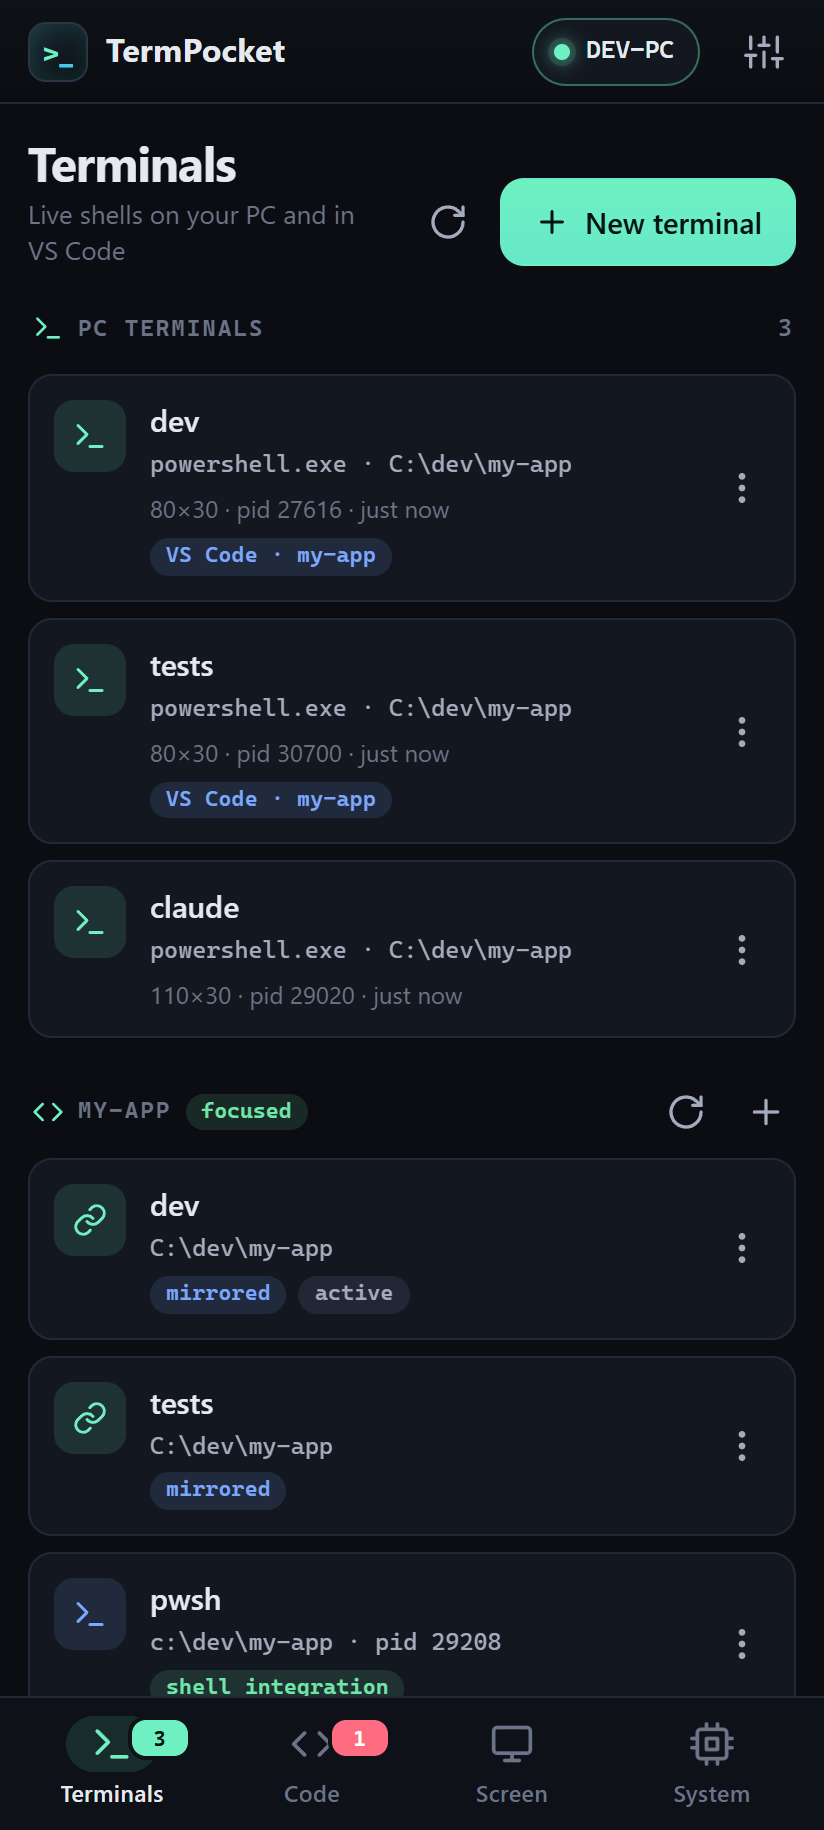 >_ TermPocket
DEV-PC
Terminals
Live shells on your PC and in
VS Code
New terminal
PC TERMINALS
3
dev
powershell.exe · C:\dev\my-app
80×30 · pid 27616 · just now
VS Code · my-app
tests
powershell.exe · C:\dev\my-app
80×30 · pid 30700 · just now
VS Code · my-app
claude
powershell.exe · C:\dev\my-app
110×30 · pid 29020 · just now
MY-APP focused
dev
C:\dev\my-app
mirrored active
tests
C:\dev\my-app
mirrored
pwsh
c:\dev\my-app · pid 29208
shell integration
3
1
Terminals
Code
Screen
System